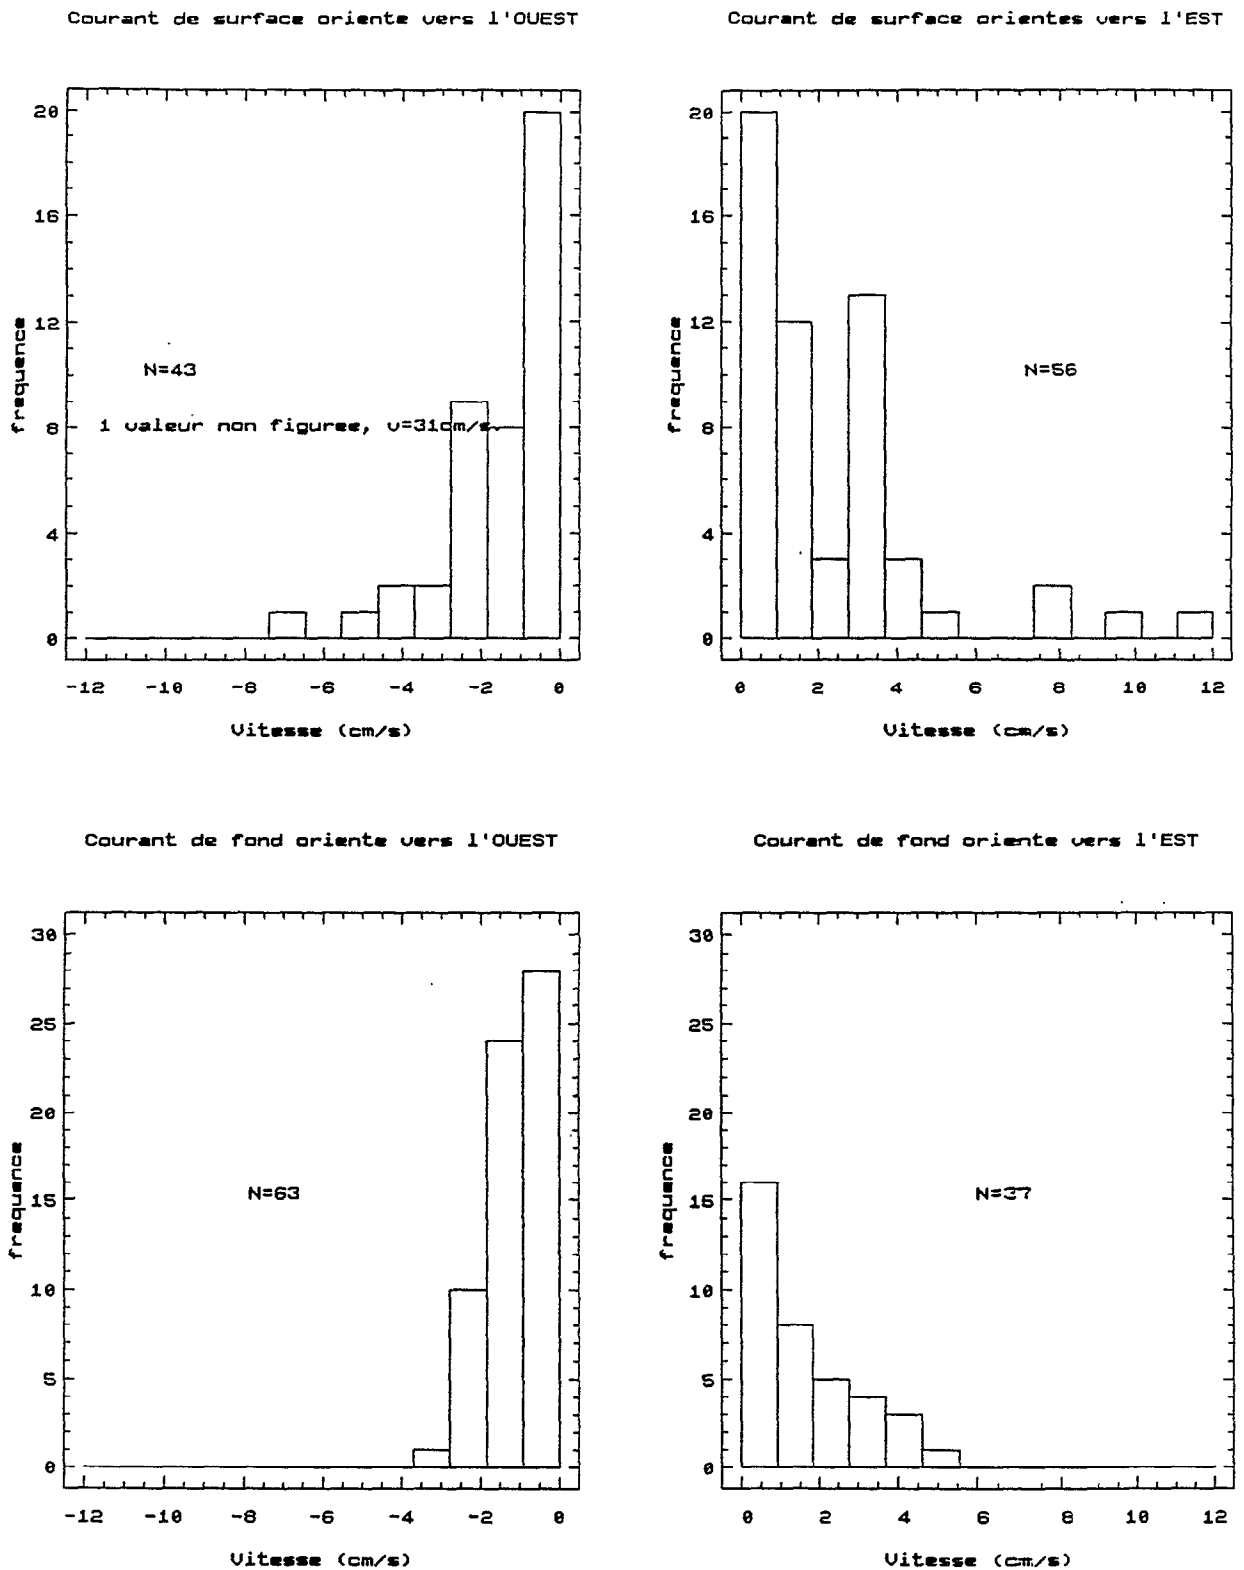 Courant de surface oriente vers l'OUEST
20
16
12
8
4
0
frequence
N=43
1 valeur non figuree, v=31cm/s
-12 -10 -8 -6 -4 -2 0
Vitesse (cm/s)
Courant de surface orientes vers l'EST
20
16
12
8
4
0
frequence
N=56
0 2 4 6 8 10 12
Vitesse (cm/s)
Courant de fond oriente vers l'OUEST
30
25
20
15
10
5
0
frequence
N=63
-12 -10 -8 -6 -4 -2 0
Vitesse (cm/s)
Courant de fond oriente vers l'EST
30
25
20
15
10
5
0
frequence
N=37
0 2 4 6 8 10 12
Vitesse (cm/s)